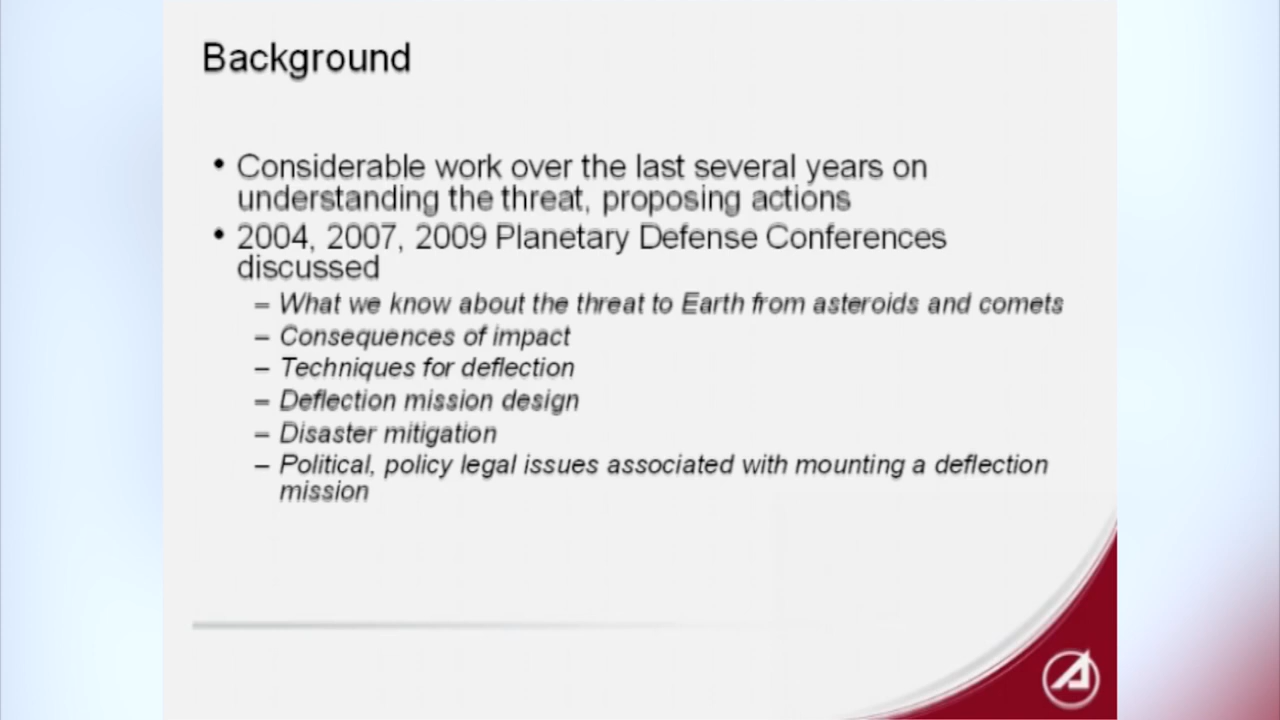 Background
• Considerable work over the last several years on
understanding the threat, proposing actions
• 2004, 2007, 2009 Planetary Defense Conferences
discussed
– What we know about the threat to Earth from asteroids and comets
– Consequences of impact
– Techniques for deflection
– Deflection mission design
– Disaster mitigation
– Political, policy legal issues associated with mounting a deflection
mission